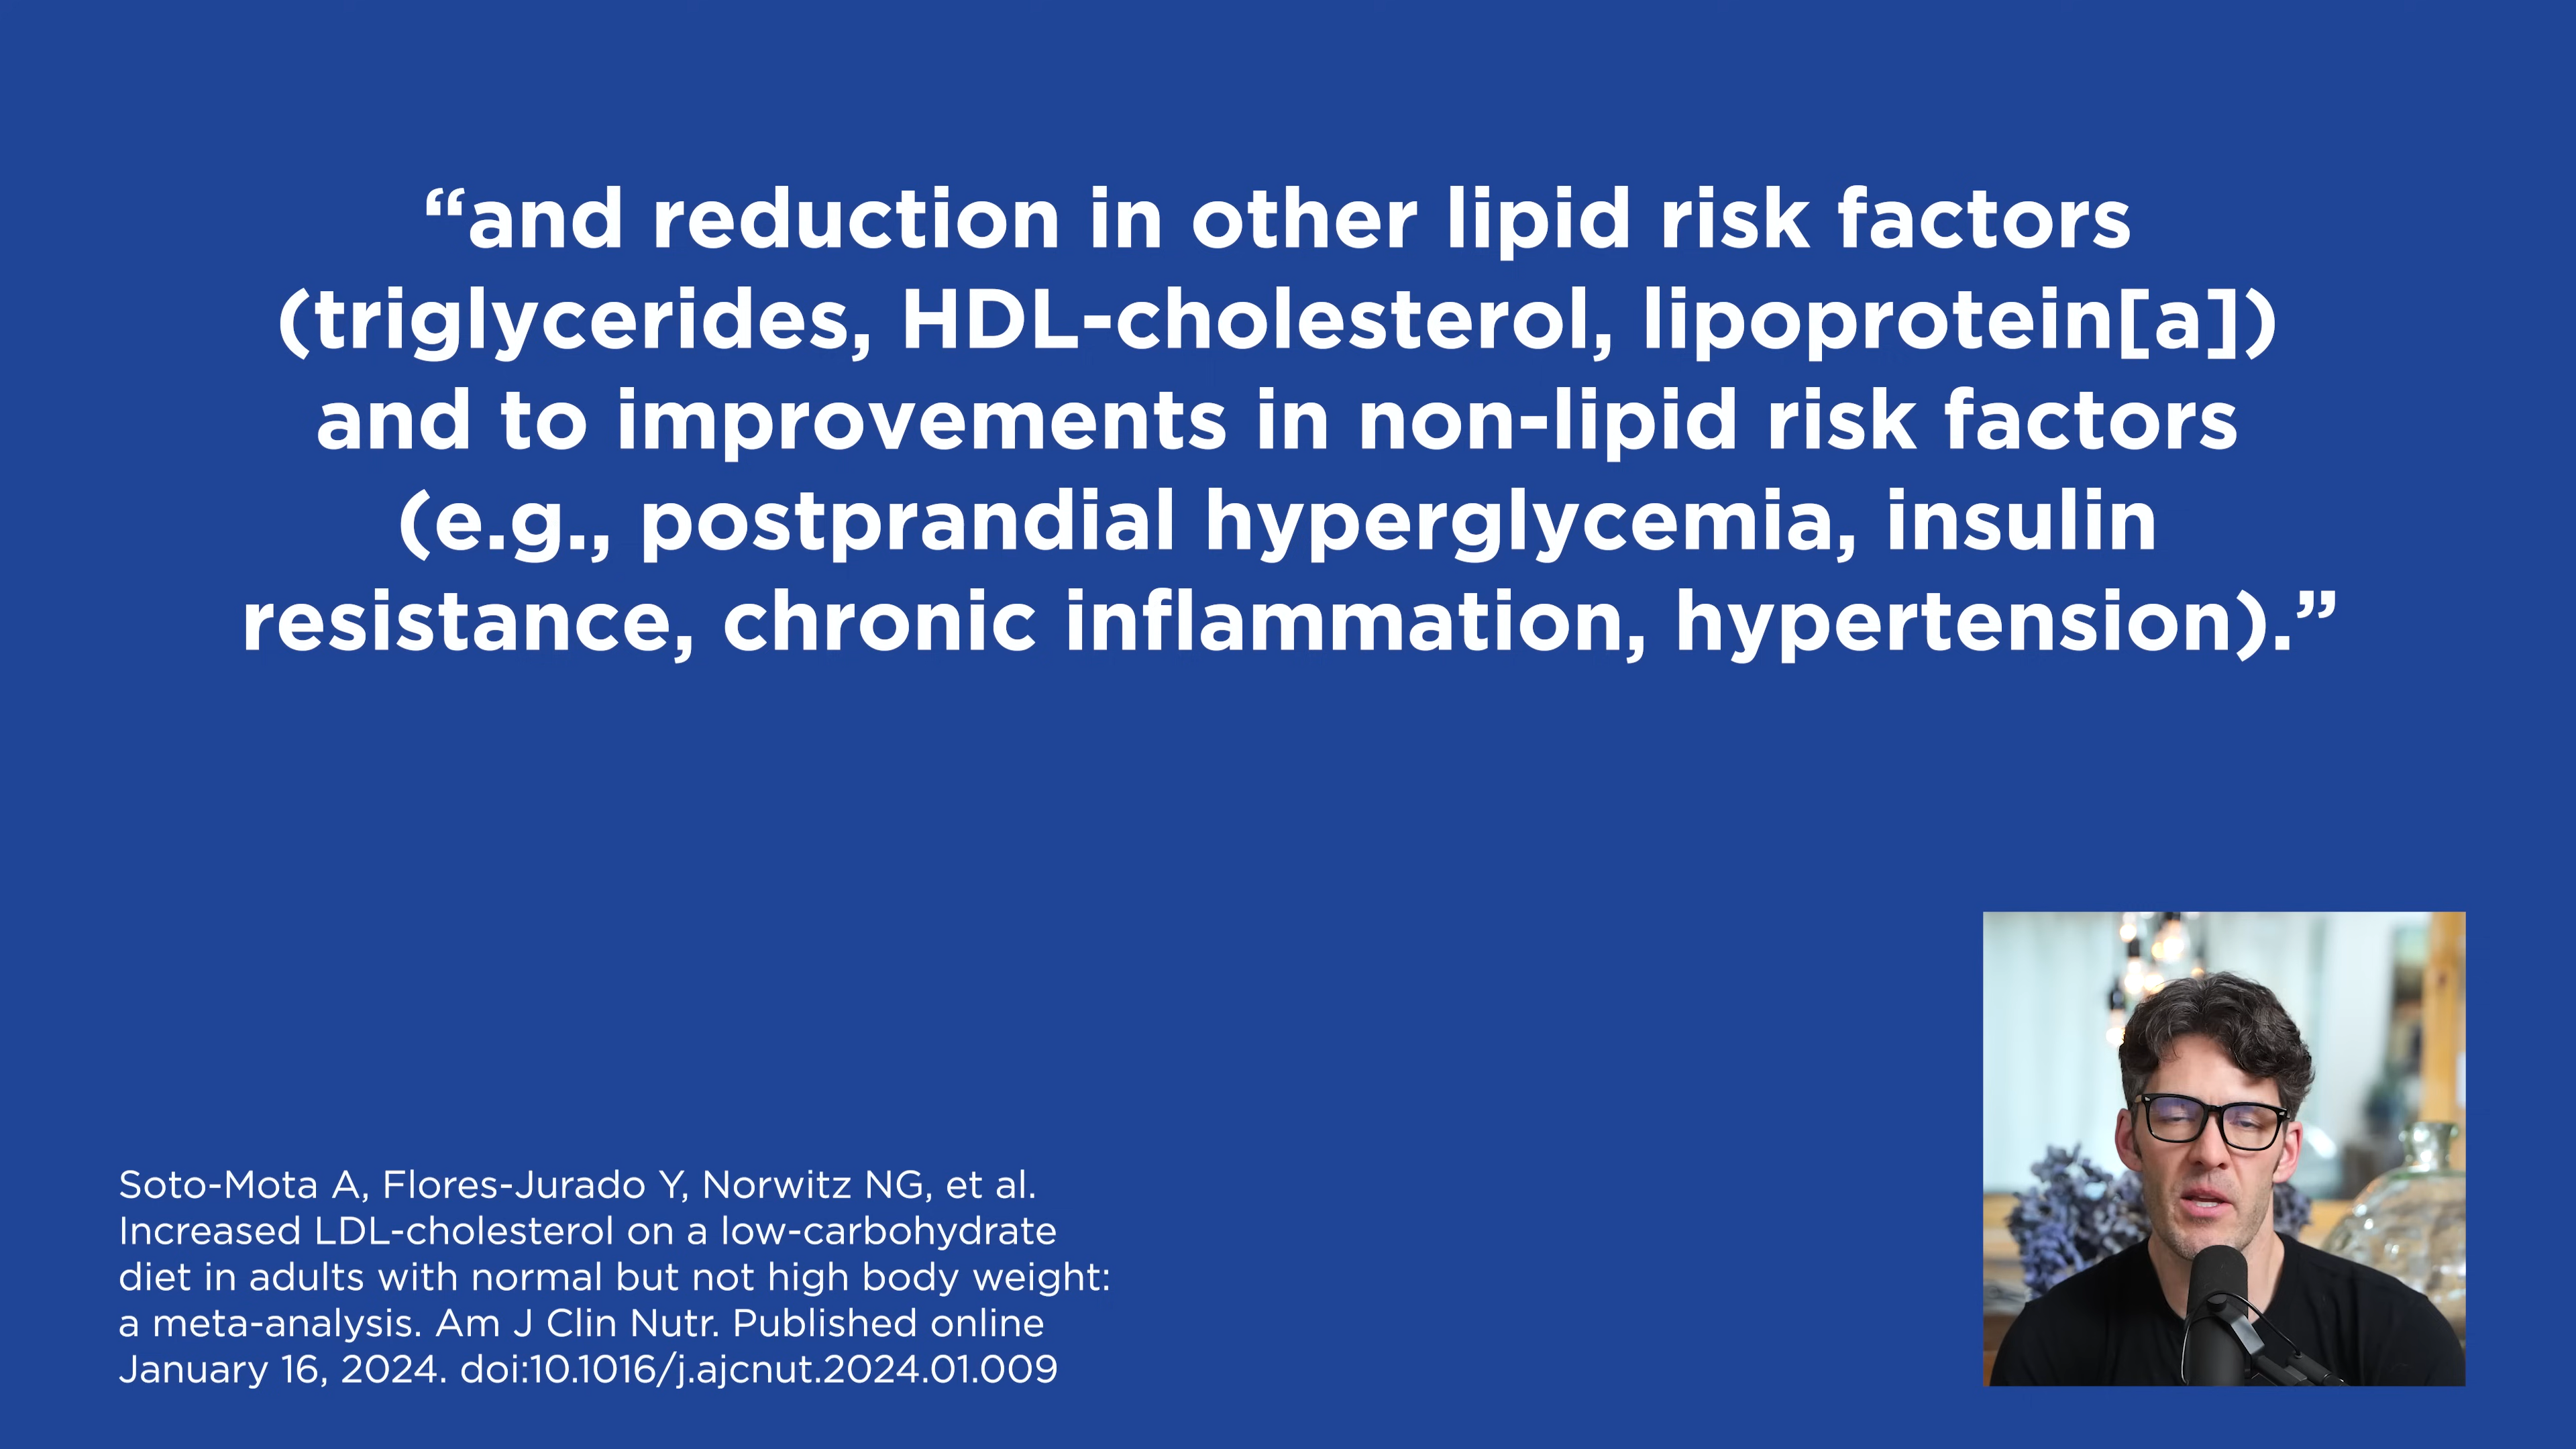 “and reduction in other lipid risk factors
(triglycerides, HDL-cholesterol, lipoprotein[a])
and to improvements in non-lipid risk factors
(e.g., postprandial hyperglycemia, insulin
resistance, chronic inflammation, hypertension).”
Soto-Mota A, Flores-Jurado Y, Norwitz NG, et al.
Increased LDL-cholesterol on a low-carbohydrate
diet in adults with normal but not high body weight:
a meta-analysis. Am J Clin Nutr. Published online
January 16, 2024. doi:10.1016/j.ajcnut.2024.01.009